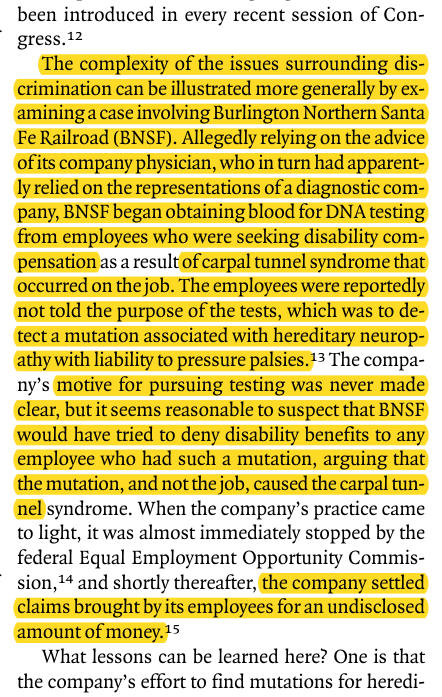 been introduced in every recent session of Con-
gress.12
The complexity of the issues surrounding dis-
crimination can be illustrated more generally by ex-
amining a case involving Burlington Northern Santa
Fe Railroad (BNSF). Allegedly relying on the advice
of its company physician, who in turn had apparent-
ly relied on the representations of a diagnostic com-
pany, BNSF began obtaining blood for DNA testing
from employees who were seeking disability com-
pensation as a result of carpal tunnel syndrome that
occurred on the job. The employees were reportedly
not told the purpose of the tests, which was to de-
tect a mutation associated with hereditary neurop-
athy with liability to pressure palsies.13 The compa-
ny's motive for pursuing testing was never made
clear, but it seems reasonable to suspect that BNSF
would have tried to deny disability benefits to any
employee who had such a mutation, arguing that
the mutation, and not the job, caused the carpal tun-
nel syndrome. When the company's practice came
to light, it was almost immediately stopped by the
federal Equal Employment Opportunity Commis-
sion,14 and shortly thereafter, the company settled
claims brought by its employees for an undisclosed
amount of money.15
What lessons can be learned here? One is that
the company's effort to find mutations for heredi-